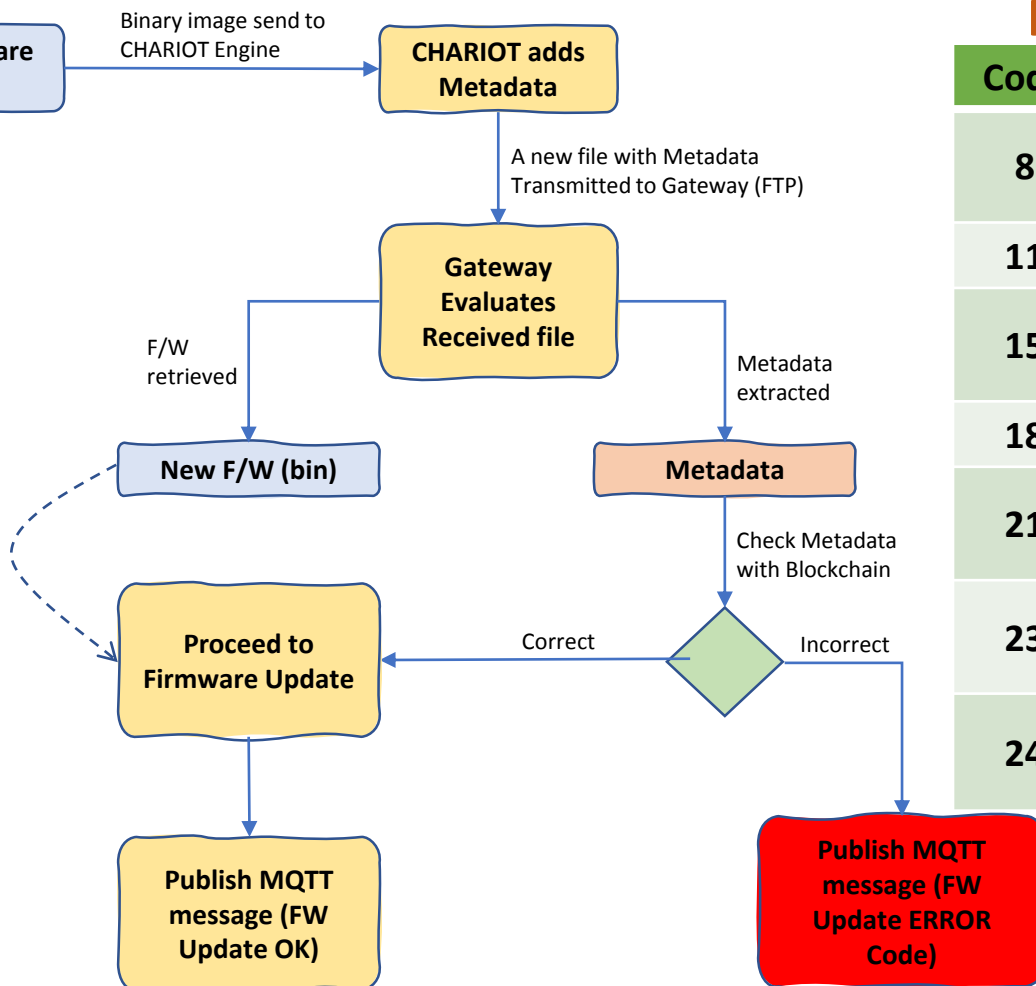 Binary image send to
CHARIOT Engine
CHARIOT adds
Metadata
A new file with Metadata
Transmitted to Gateway (FTP)
Gateway
Evaluates
Received file
F/W
retrieved
Metadata
extracted
New F/W (bin)
Metadata
Check Metadata
with Blockchain
Proceed to
Firmware Update
Correct
Incorrect
Publish MQTT
message (FW
Update OK)
Publish MQTT
message (FW
Update ERROR
Code)
8
11
15
18
21
23
24